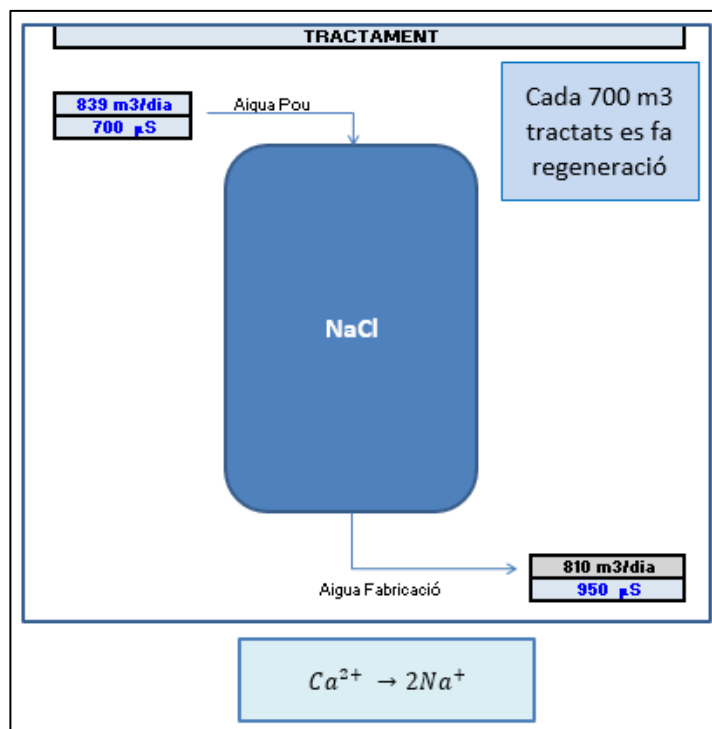 TRACTAMENT
839 m3/dia
700 µS
Aigua Pou
Cada 700 m3
tractats es fa
regeneració
NaCl
810 m3/dia
950 µS
Aigua Fabricació
Ca²⁺ → 2Na⁺